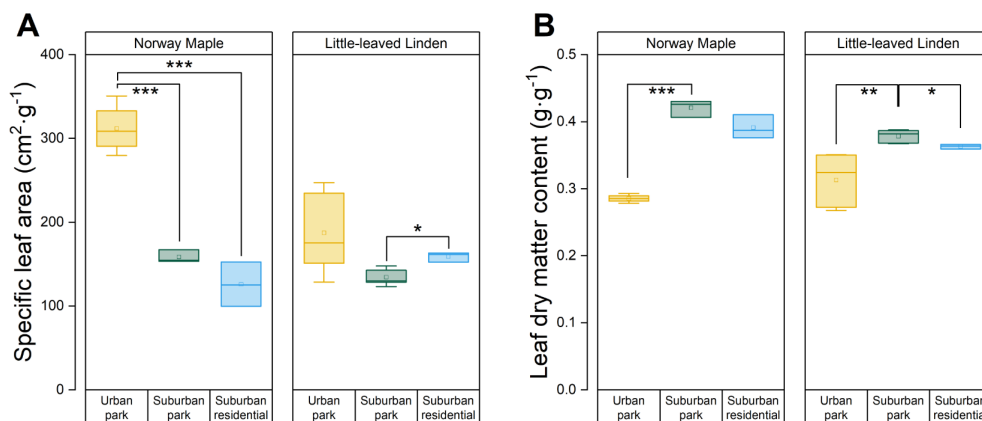 A
Specific leaf area (cm²·g⁻¹)
Norway Maple
Little-leaved Linden
400
300
200
100
0
***
***
*
Urban park
Suburban park
Suburban residential
Urban park
Suburban park
Suburban residential
B
Leaf dry matter content (g·g⁻¹)
Norway Maple
Little-leaved Linden
0.5
0.4
0.3
0.2
0.1
0.0
***
**
*
Urban park
Suburban park
Suburban residential
Urban park
Suburban park
Suburban residential